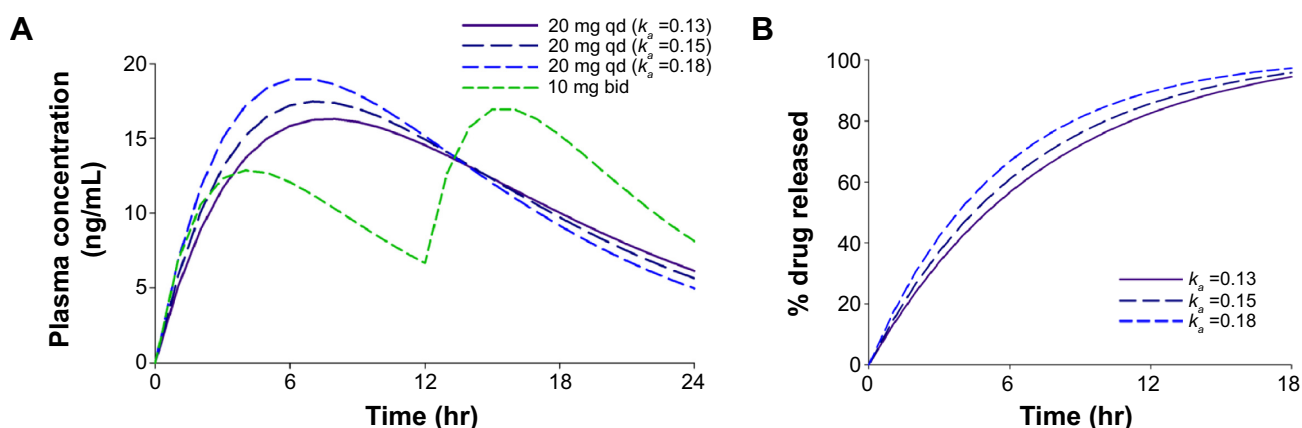 A
20 mg qd (kₐ =0.13)
20 mg qd (kₐ =0.15)
20 mg qd (kₐ =0.18)
10 mg bid
Plasma concentration
(ng/mL)
20
15
10
5
0
0
6
12
18
24
Time (hr)
B
% drug released
100
80
60
40
20
0
kₐ =0.13
kₐ =0.15
kₐ =0.18
0
6
12
18
Time (hr)